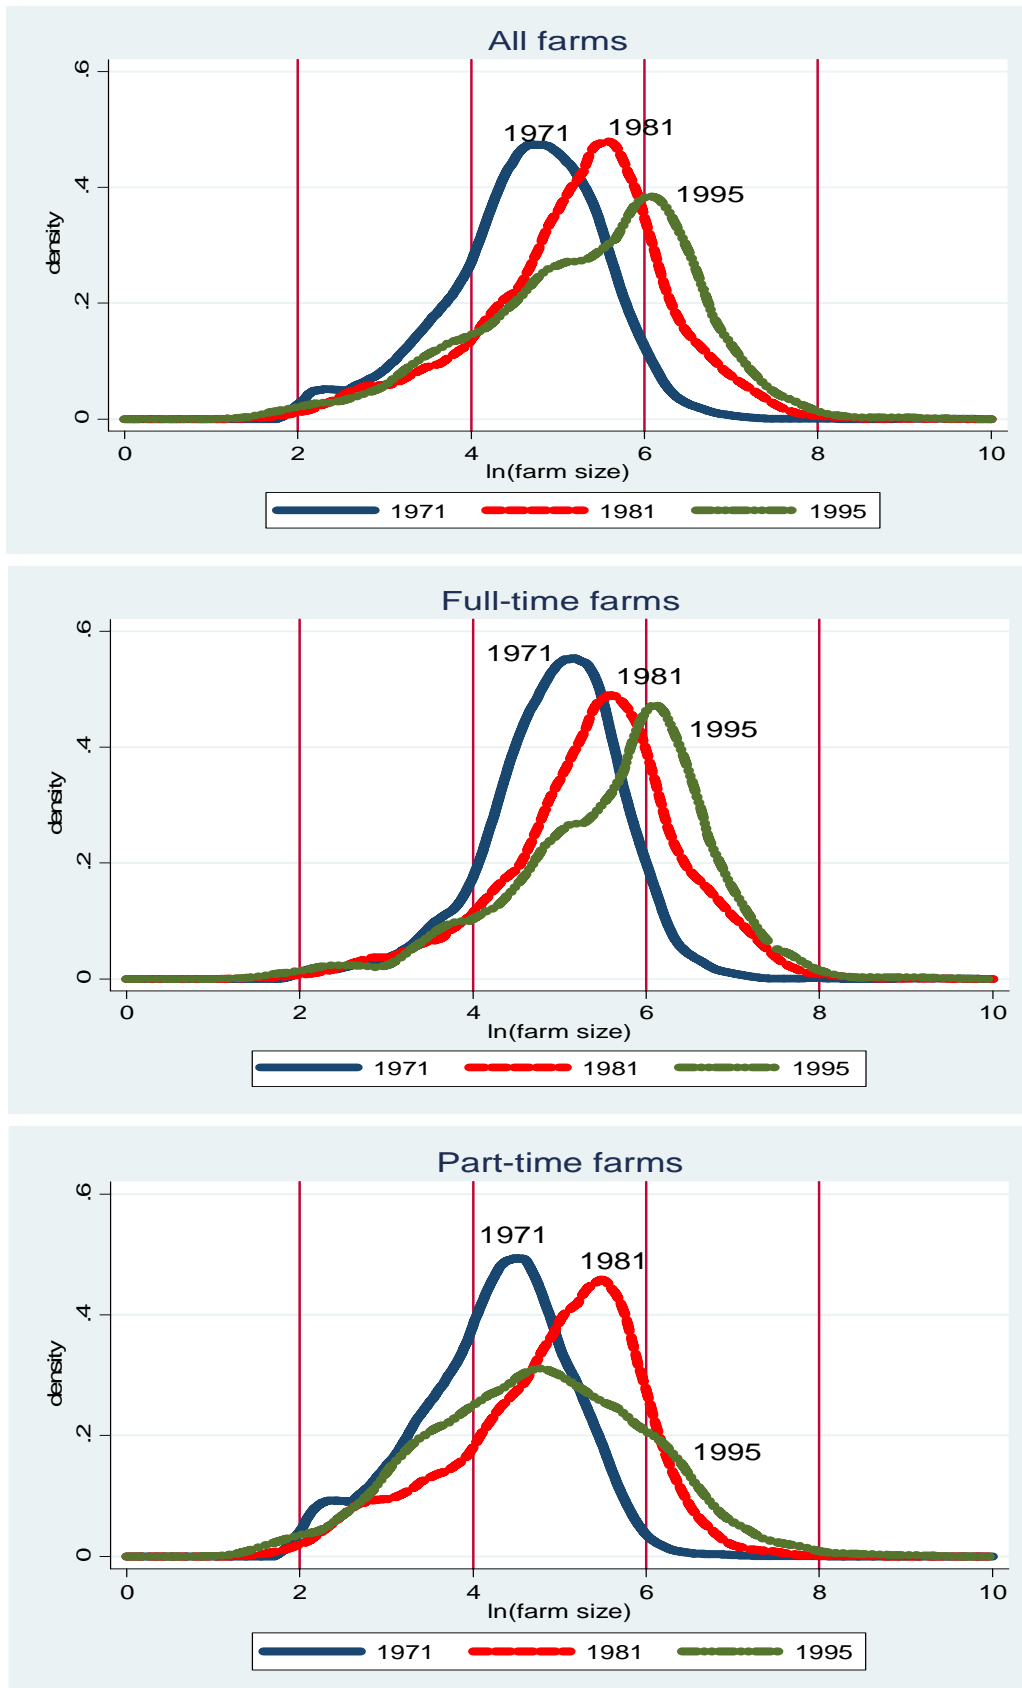 All farms
.6
1971
1981
1995
.4
density
.2
0
0 2 4 6 8 10
ln(farm size)
1971 1981 1995
Full-time farms
.6
1971
1981
1995
.4
density
.2
0
0 2 4 6 8 10
ln(farm size)
1971 1981 1995
Part-time farms
.6
1971
1981
.4
density
.2
1995
0
0 2 4 6 8 10
ln(farm size)
1971 1981 1995